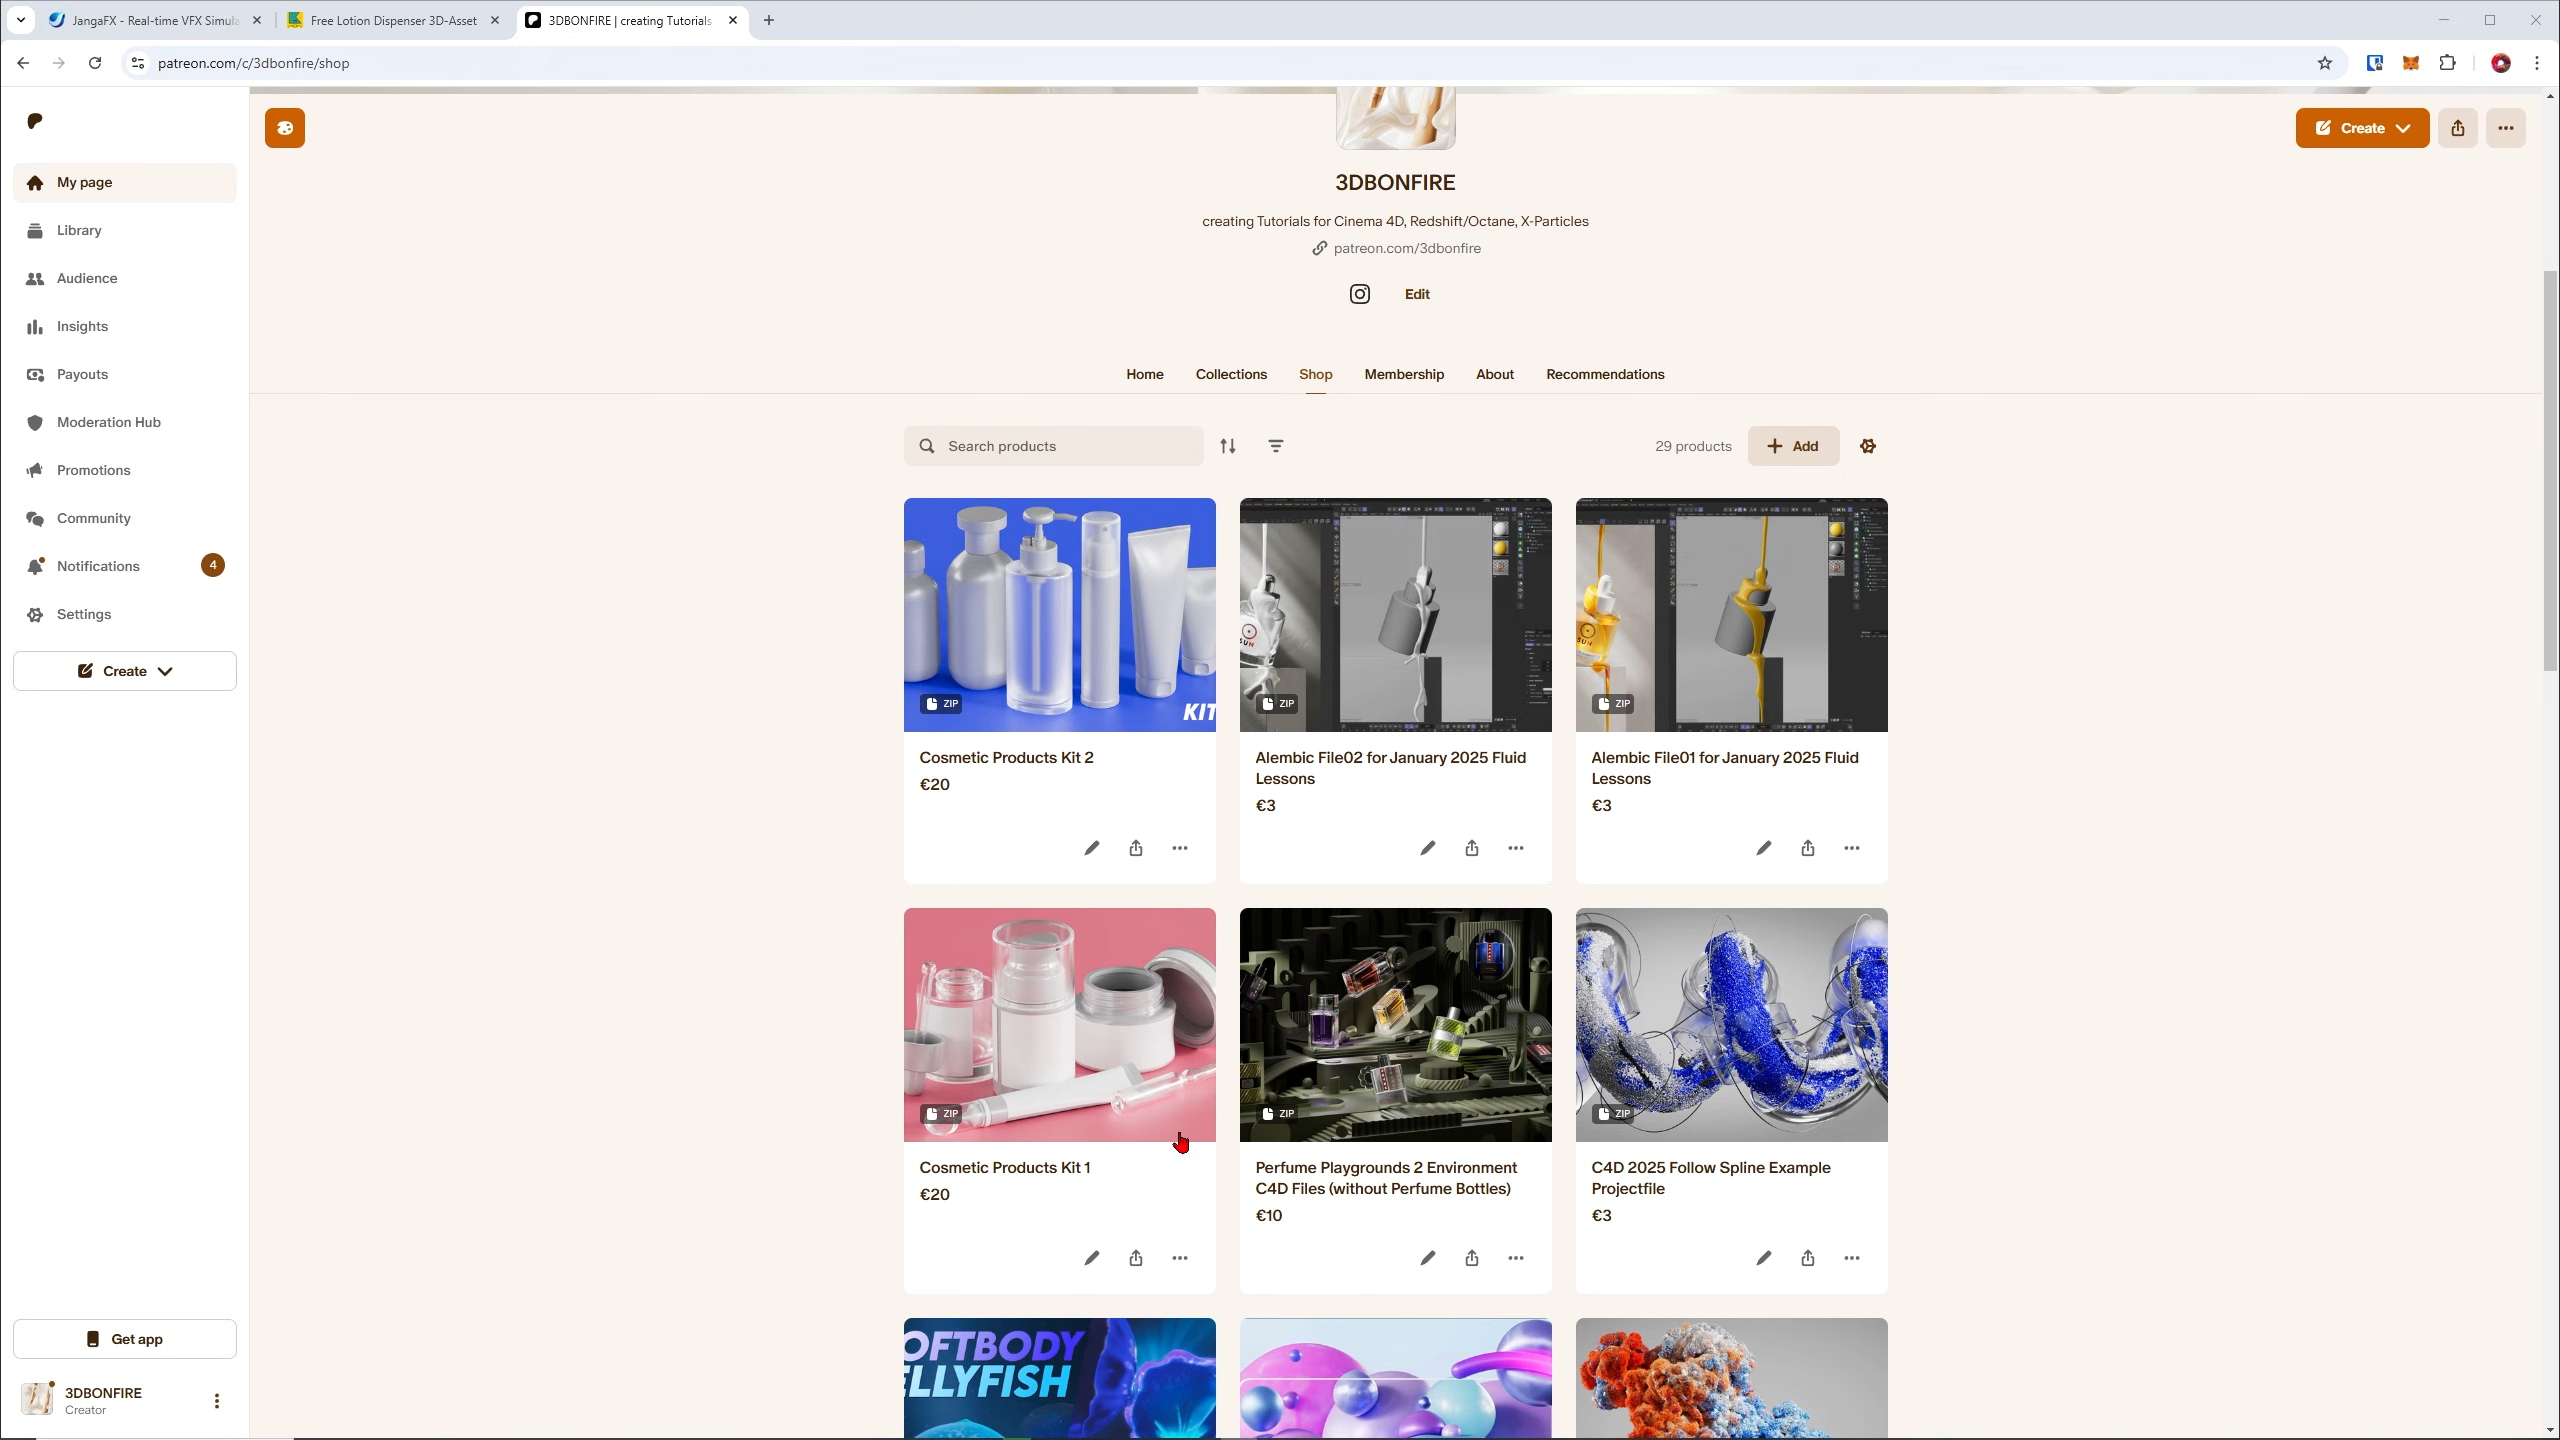 JangaFX - Real-time VFX Simula
Free Lotion Dispenser 3D-Asset
3DBONFIRE | creating Tutorials
patreon.com/c/3dbonfire/shop
My page
Library
Audience
Insights
Payouts
Moderation Hub
Promotions
Community
Notifications
4
Settings
Create
Get app
3DBONFIRE
Creator
Create
3DBONFIRE
creating Tutorials for Cinema 4D, Redshift/Octane, X-Particles
patreon.com/3dbonfire
Edit
Home
Collections
Shop
Membership
About
Recommendations
Search products
29 products
Add
ZIP
KIT
Cosmetic Products Kit 2
€20
SUN
ZIP
Alembic File02 for January 2025 Fluid
Lessons
€3
ZIP
Alembic File01 for January 2025 Fluid
Lessons
€3
ZIP
Cosmetic Products Kit 1
€20
ZIP
Perfume Playgrounds 2 Environment
C4D Files (without Perfume Bottles)
€10
ZIP
C4D 2025 Follow Spline Example
Projectfile
€3
OFTBODY
ELLYFISH